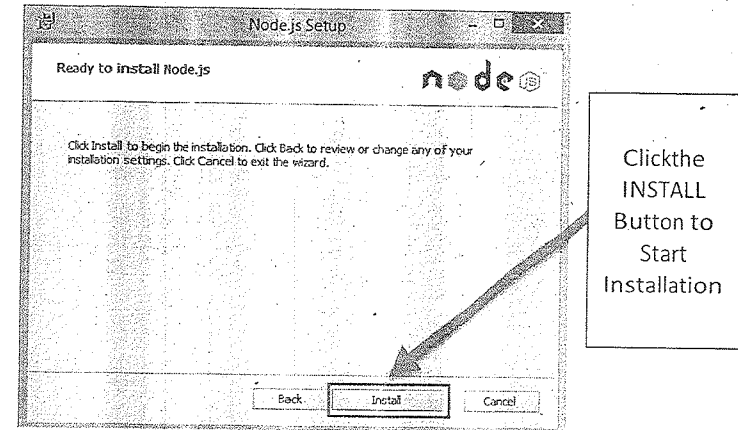 Node.js Setup
Ready to install Node.js
node JS
Click Install to begin the installation. Click Back to review or change any of your
installation settings. Click Cancel to exit the wizard.
Back
Install
Cancel
Clickthe
INSTALL
Button to
Start
Installation